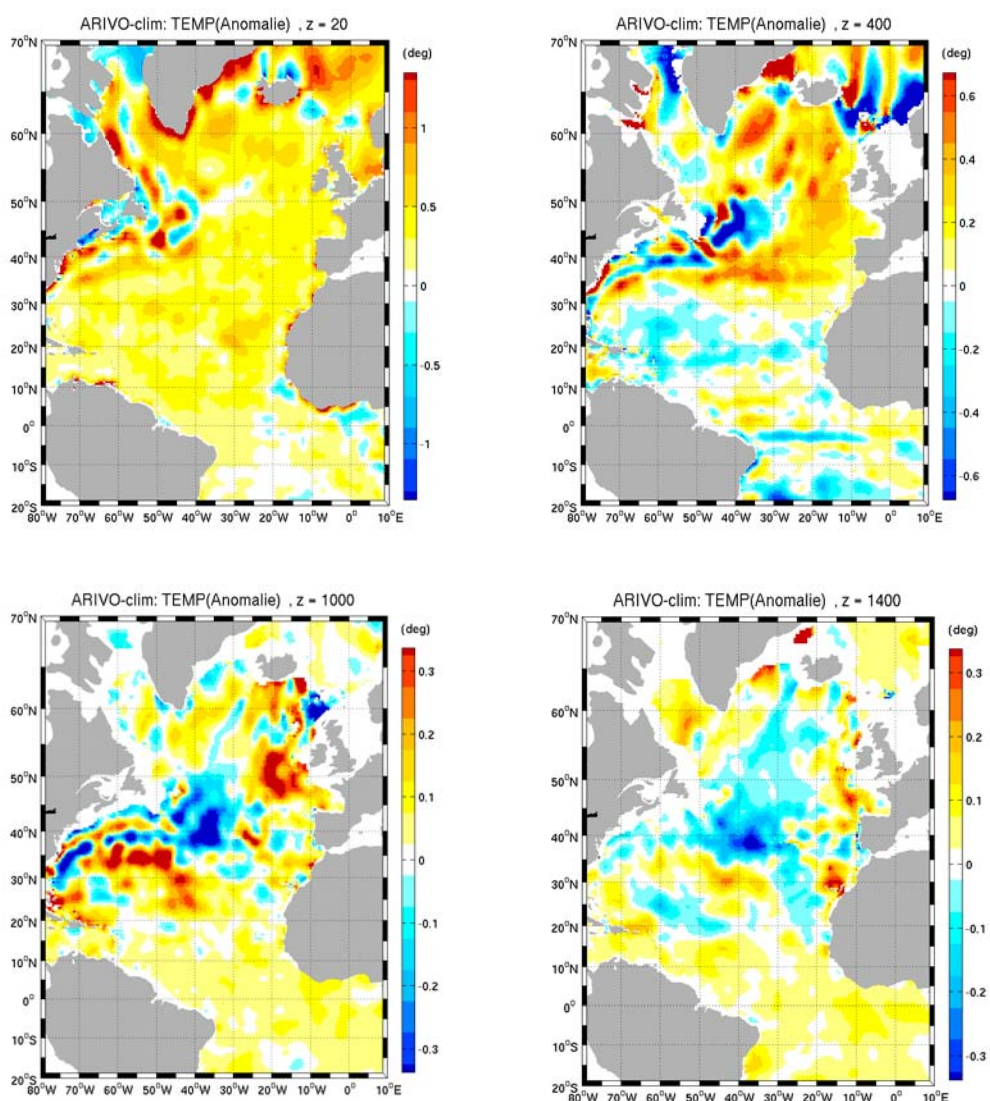 ARIVO-clim: TEMP(Anomalie) , z = 20
70°N
60°N
50°N
40°N
30°N
20°N
10°N
0°
10°S
20°S
80°W 70°W 60°W 50°W 40°W 30°W 20°W 10°W 0° 10°E
(deg)
1
0.5
0
-0.5
-1
ARIVO-clim: TEMP(Anomalie) , z = 400
70°N
60°N
50°N
40°N
30°N
20°N
10°N
0°
10°S
20°S
80°W 70°W 60°W 50°W 40°W 30°W 20°W 10°W 0° 10°E
(deg)
0.6
0.4
0.2
0
-0.2
-0.4
-0.6
ARIVO-clim: TEMP(Anomalie) , z = 1000
70°N
60°N
50°N
40°N
30°N
20°N
10°N
0°
10°S
20°S
80°W 70°W 60°W 50°W 40°W 30°W 20°W 10°W 0° 10°E
(deg)
0.3
0.2
0.1
0
-0.1
-0.2
-0.3
ARIVO-clim: TEMP(Anomalie) , z = 1400
70°N
60°N
50°N
40°N
30°N
20°N
10°N
0°
10°S
20°S
80°W 70°W 60°W 50°W 40°W 30°W 20°W 10°W 0° 10°E
(deg)
0.3
0.2
0.1
0
-0.1
-0.2
-0.3